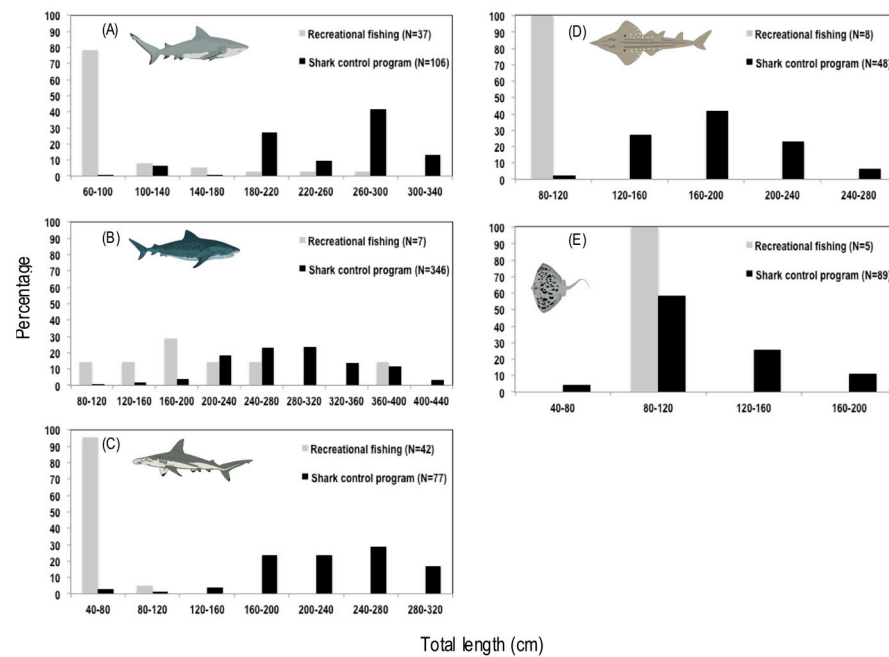 Percentage
(A)
Recreational fishing (N=37)
Shark control program (N=106)
100
90
80
70
60
50
40
30
20
10
0
60-100 100-140 140-180 180-220 220-260 260-300 300-340
(B)
Recreational fishing (N=7)
Shark control program (N=346)
100
90
80
70
60
50
40
30
20
10
0
80-120 120-160 160-200 200-240 240-280 280-320 320-360 360-400 400-440
(C)
Recreational fishing (N=42)
Shark control program (N=77)
100
90
80
70
60
50
40
30
20
10
0
40-80 80-120 120-160 160-200 200-240 240-280 280-320
(D)
Recreational fishing (N=8)
Shark control program (N=48)
100
90
80
70
60
50
40
30
20
10
0
80-120 120-160 160-200 200-240 240-280
(E)
Recreational fishing (N=5)
Shark control program (N=89)
100
90
80
70
60
50
40
30
20
10
0
40-80 80-120 120-160 160-200
Total length (cm)